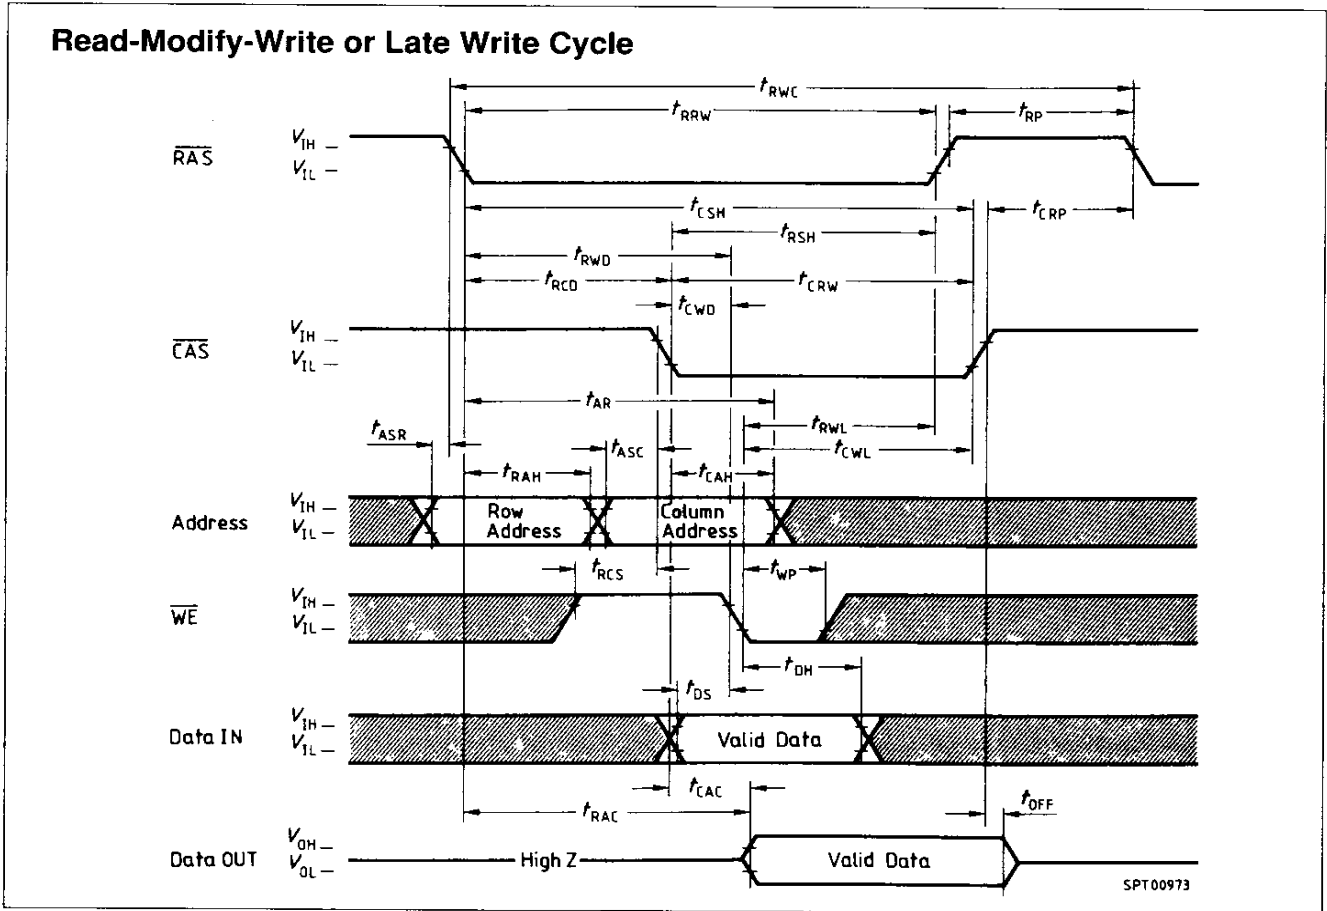 Read-Modify-Write or Late Write Cycle
tRWC
tRRW
tRP
RAS
VIH
VIL
tCSH
tCRP
tRSH
tRWD
tRCD
tCRW
tCWD
CAS
VIH
VIL
tAR
tASR
tASC
tRWL
tCWL
tRAH
tCAH
Address
VIH
VIL
Row Address
Column Address
tRCS
tWP
WE
VIH
VIL
tDH
tDS
Data IN
VIH
VIL
Valid Data
tCAC
tRAC
tOFF
Data OUT
VOH
VOL
High Z
Valid Data
SPT00973